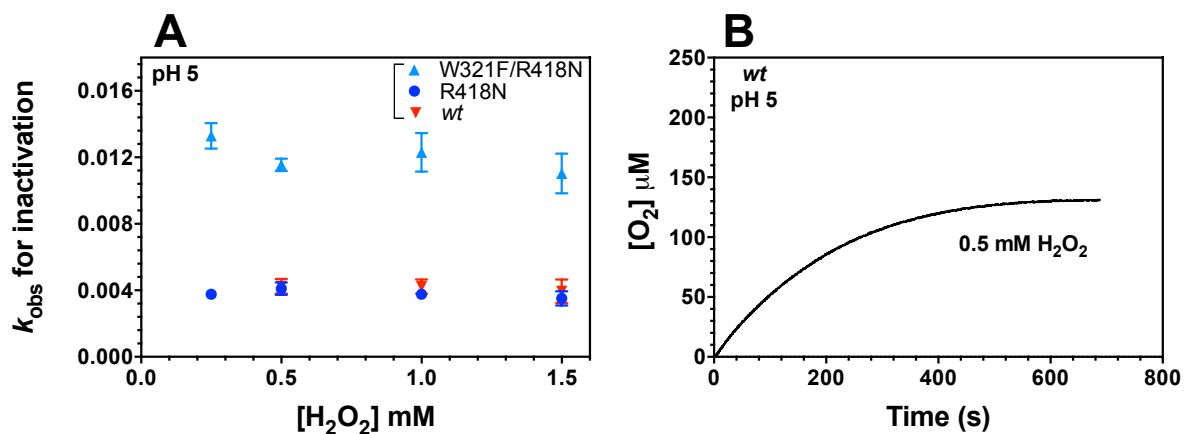 A
pH 5
W321F/R418N
R418N
wt
0.016
0.012
0.008
0.004
0.000
0.0
0.5
1.0
1.5
[H₂O₂] mM
k_obs for inactivation
B
wt
pH 5
250
200
150
100
50
0
0
200
400
600
800
0.5 mM H₂O₂
Time (s)
[O₂] μM